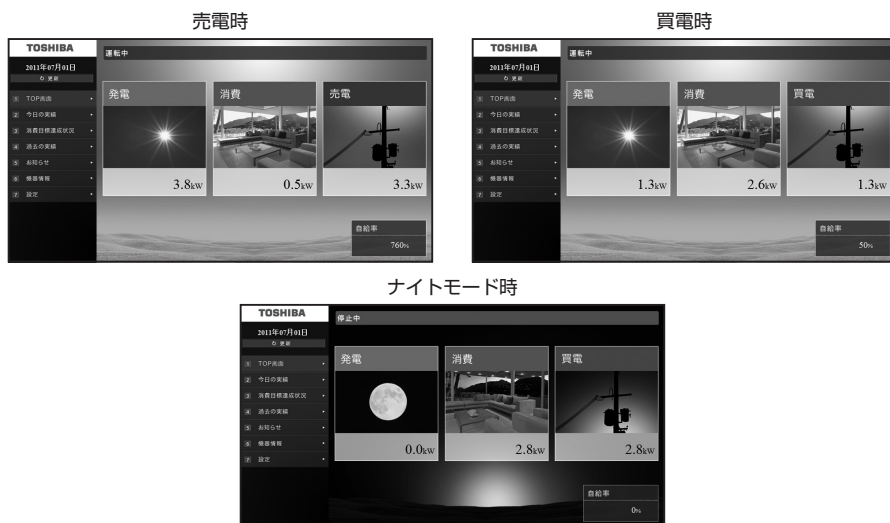 売電時
TOSHIBA
2011年07月01日
更新
1 TOP画面
2 今日の実績
3 消費目標達成状況
4 過去の実績
5 お知らせ
6 機器情報
7 設定
運転中
発電
消費
売電
3.8kW
0.5kW
3.3kW
自給率
760%
買電時
TOSHIBA
2011年07月01日
更新
1 TOP画面
2 今日の実績
3 消費目標達成状況
4 過去の実績
5 お知らせ
6 機器情報
7 設定
運転中
発電
消費
買電
1.3kW
2.6kW
1.3kW
自給率
50%
ナイトモード時
TOSHIBA
2011年07月01日
更新
1 TOP画面
2 今日の実績
3 消費目標達成状況
4 過去の実績
5 お知らせ
6 機器情報
7 設定
停止中
発電
消費
買電
0.0kW
2.8kW
2.8kW
自給率
0%